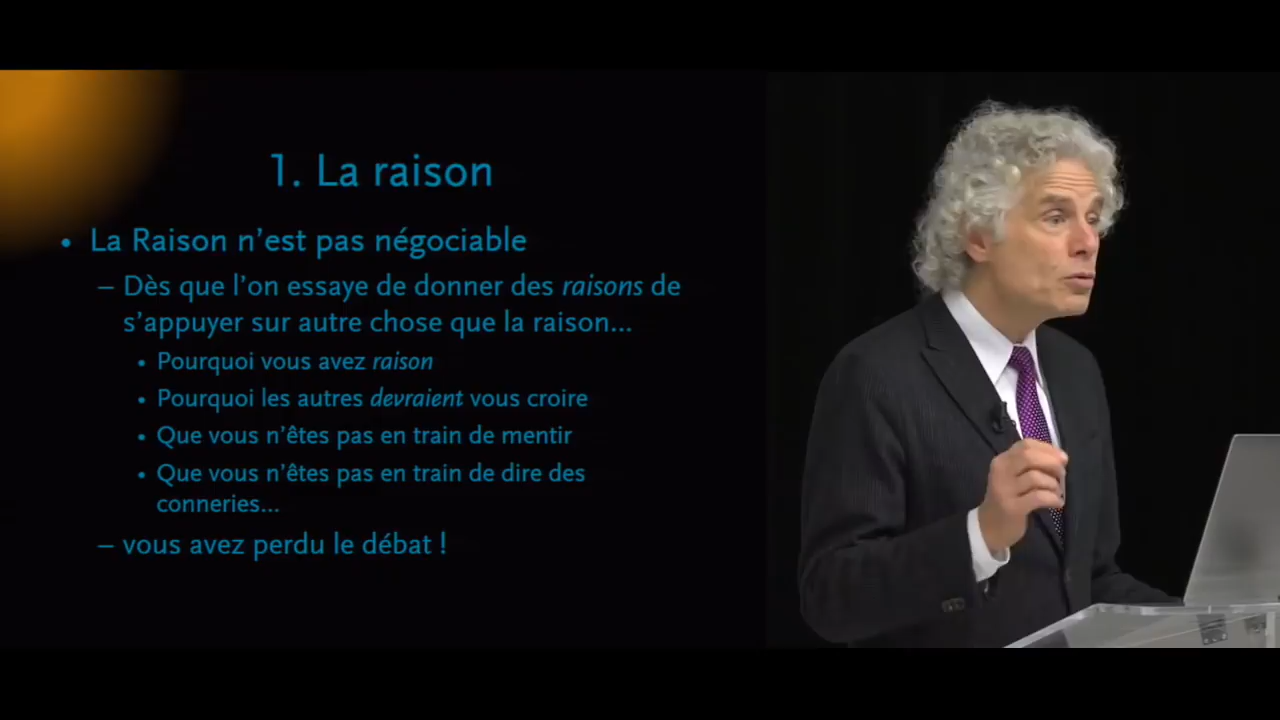 1. La raison
• La Raison n’est pas négociable
– Dès que l’on essaye de donner des raisons de
s’appuyer sur autre chose que la raison...
• Pourquoi vous avez raison
• Pourquoi les autres devraient vous croire
• Que vous n’êtes pas en train de mentir
• Que vous n’êtes pas en train de dire des
conneries...
– vous avez perdu le débat !